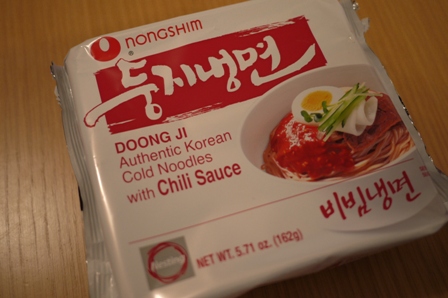 NONGSHIM
둥지냉면
DOONG JI
Authentic Korean
Cold Noodles
with Chili Sauce
비빔냉면
NET WT. 5.71 oz. (162g)